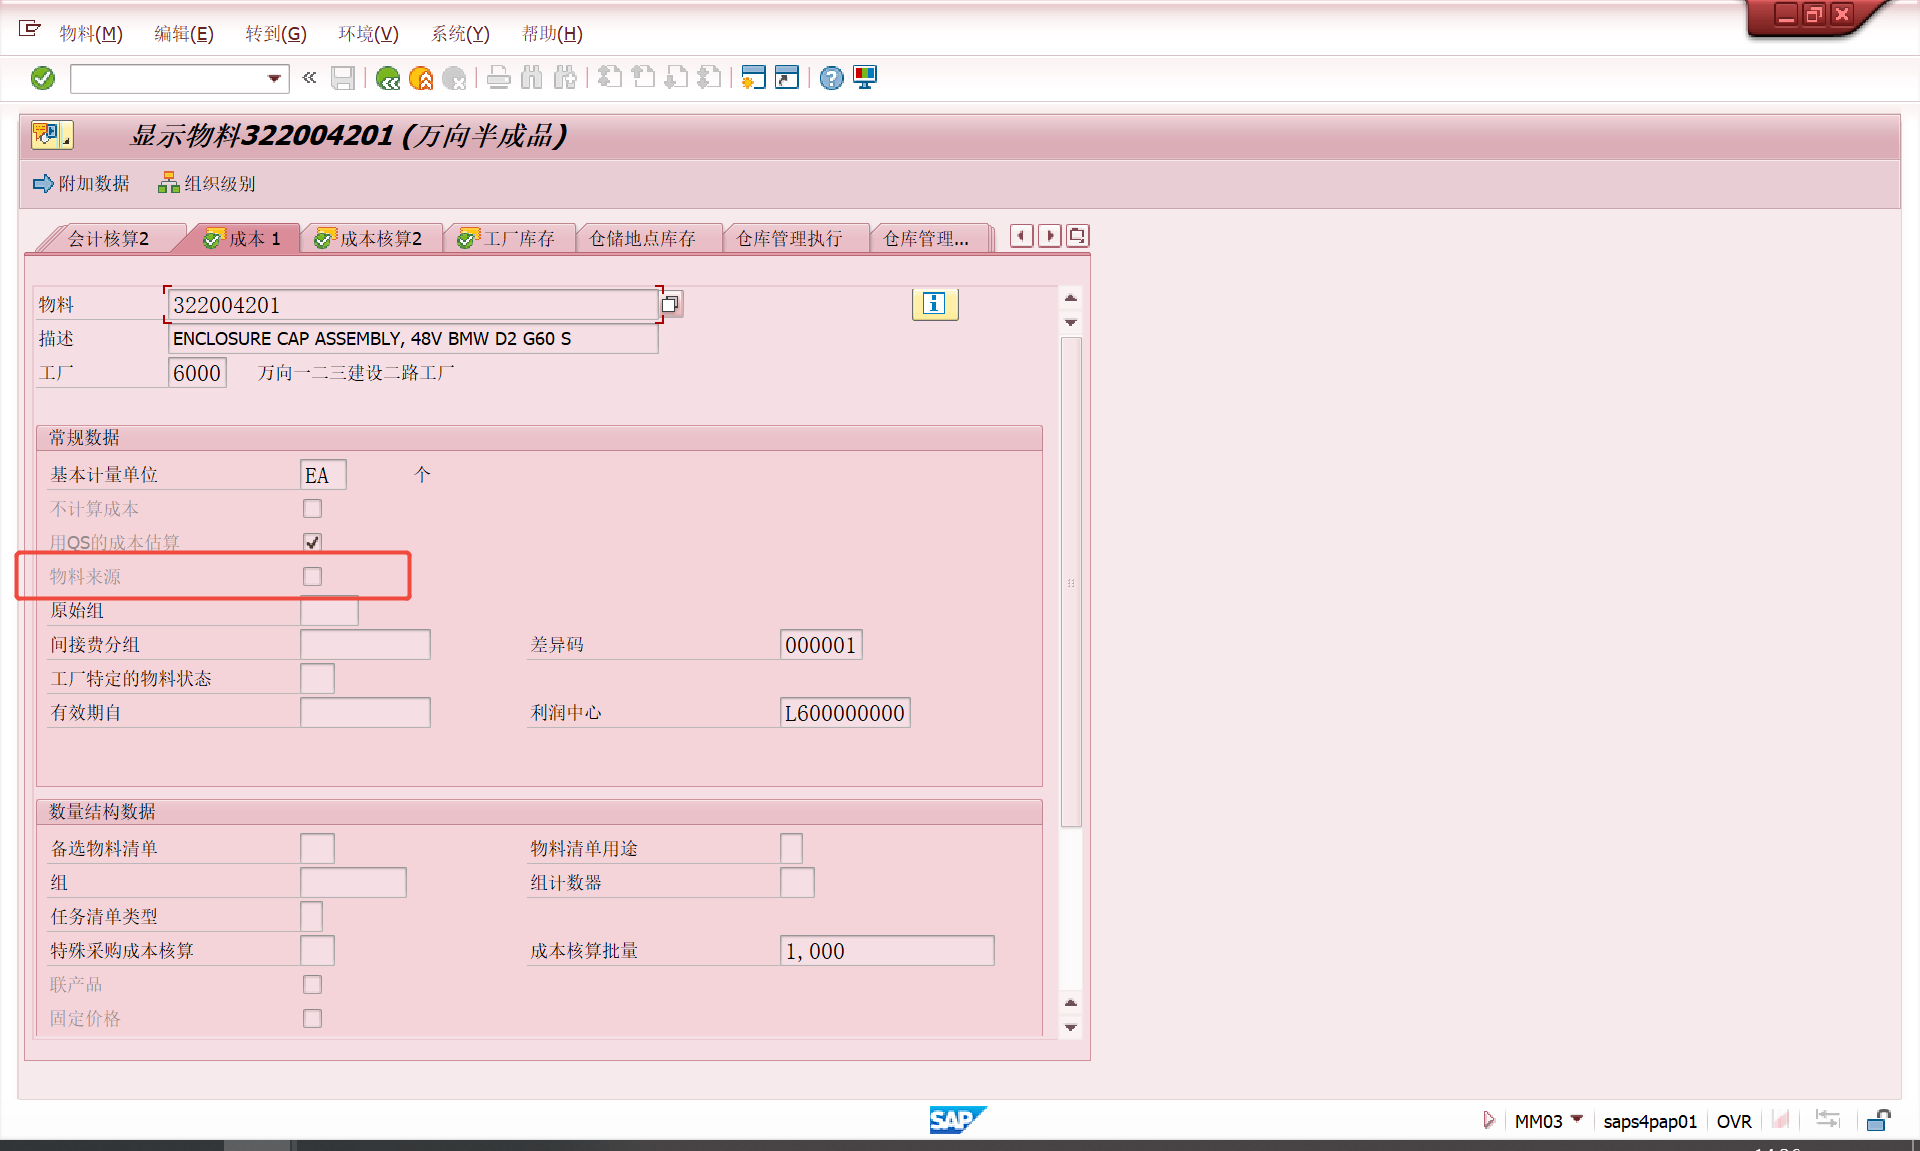 物料(M) 编辑(E) 转到(G) 环境(V) 系统(Y) 帮助(H)
显示物料322004201 (万向半成品)
附加数据 组织级别
会计核算2 成本 1 成本核算2 工厂库存 仓储地点库存 仓库管理执行 仓库管理...
物料 322004201
描述 ENCLOSURE CAP ASSEMBLY, 48V BMW D2 G60 S
工厂 6000 万向一二三建设二路工厂
常规数据
基本计量单位 EA 个
不计算成本
用QS的成本估算
物料来源
原始组
间接费分组 差异码 000001
工厂特定的物料状态
有效期自 利润中心 L600000000
数量结构数据
备选物料清单 物料清单用途
组 组计数器
任务清单类型
特殊采购成本核算 成本核算批量 1,000
联产品
固定价格
SAP MM03 saps4pap01 OVR